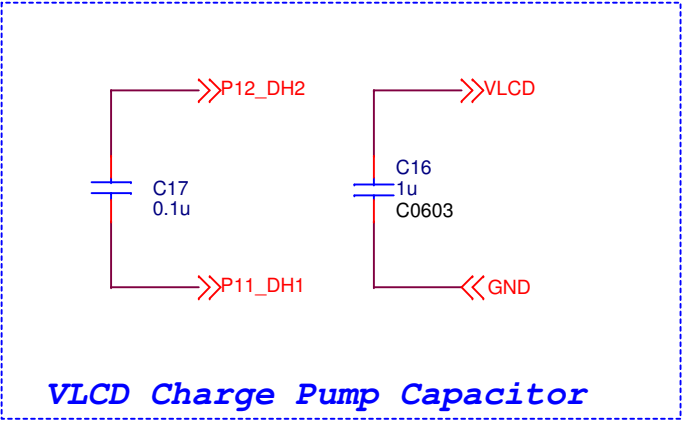 P12_DH2
C17
0.1u
P11_DH1
VLCD
C16
1u
C0603
GND
VLCD Charge Pump Capacitor